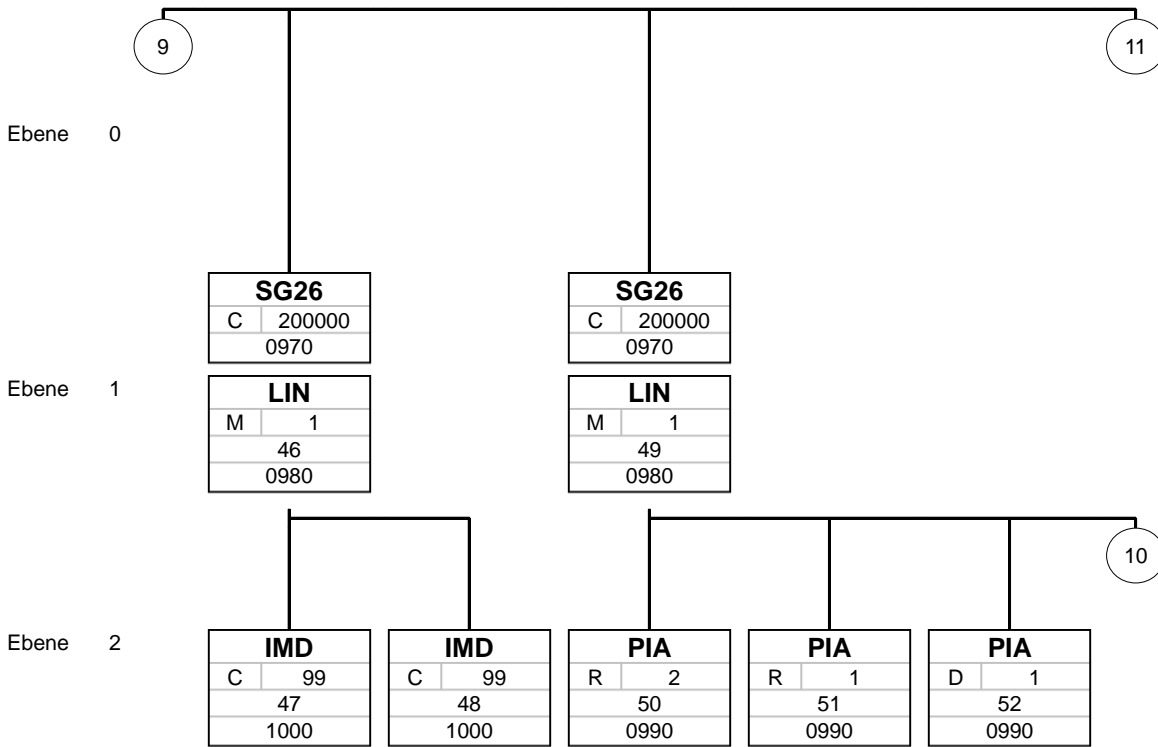 9 11
Ebene 0
SG26 SG26
C 200000 C 200000
0970 0970
Ebene 1
LIN LIN
M 1 M 1
46 49
0980 0980
10
Ebene 2
IMD IMD PIA PIA PIA
C 99 C 99 R 2 R 1 D 1
47 48 50 51 52
1000 1000 0990 0990 0990